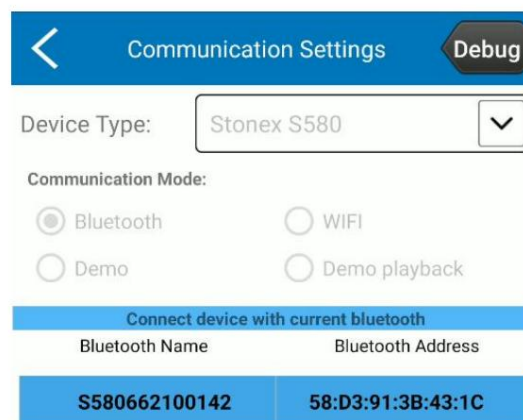 Communication Settings Debug
Device Type: Stonex S580
Communication Mode:
Bluetooth WIFI
Demo Demo playback
Connect device with current bluetooth
Bluetooth Name Bluetooth Address
S580662100142 58:D3:91:3B:43:1C